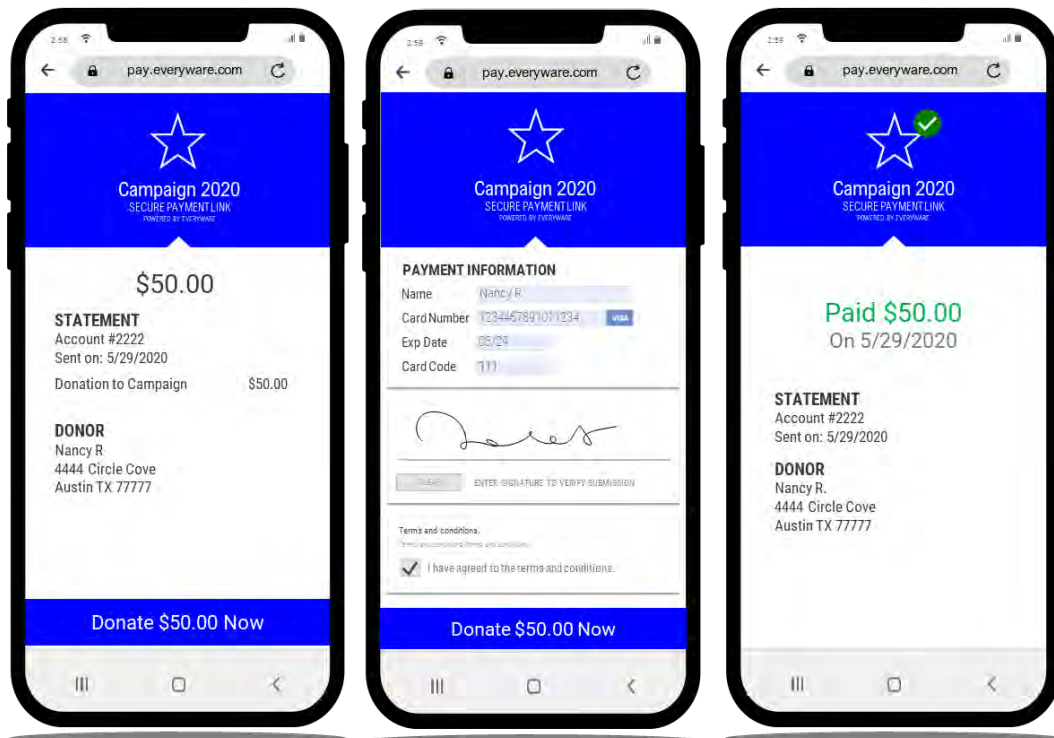 2:58
pay.everyware.com
Campaign 2020
SECURE PAYMENT LINK
POWERED BY EVERYWARE
$50.00
STATEMENT
Account #2222
Sent on: 5/29/2020
Donation to Campaign $50.00
DONOR
Nancy R
4444 Circle Cove
Austin TX 77777
Donate $50.00 Now
2:59
pay.everyware.com
Campaign 2020
SECURE PAYMENT LINK
POWERED BY EVERYWARE
PAYMENT INFORMATION
Name Nancy R
Card Number VISA
Exp Date 05/29
Card Code 111
ENTER SIGNATURE TO VERIFY SUBMISSION
Terms and conditions.
I have agreed to the terms and conditions.
Donate $50.00 Now
2:59
pay.everyware.com
Campaign 2020
SECURE PAYMENT LINK
POWERED BY EVERYWARE
Paid $50.00
On 5/29/2020
STATEMENT
Account #2222
Sent on: 5/29/2020
DONOR
Nancy R.
4444 Circle Cove
Austin TX 77777